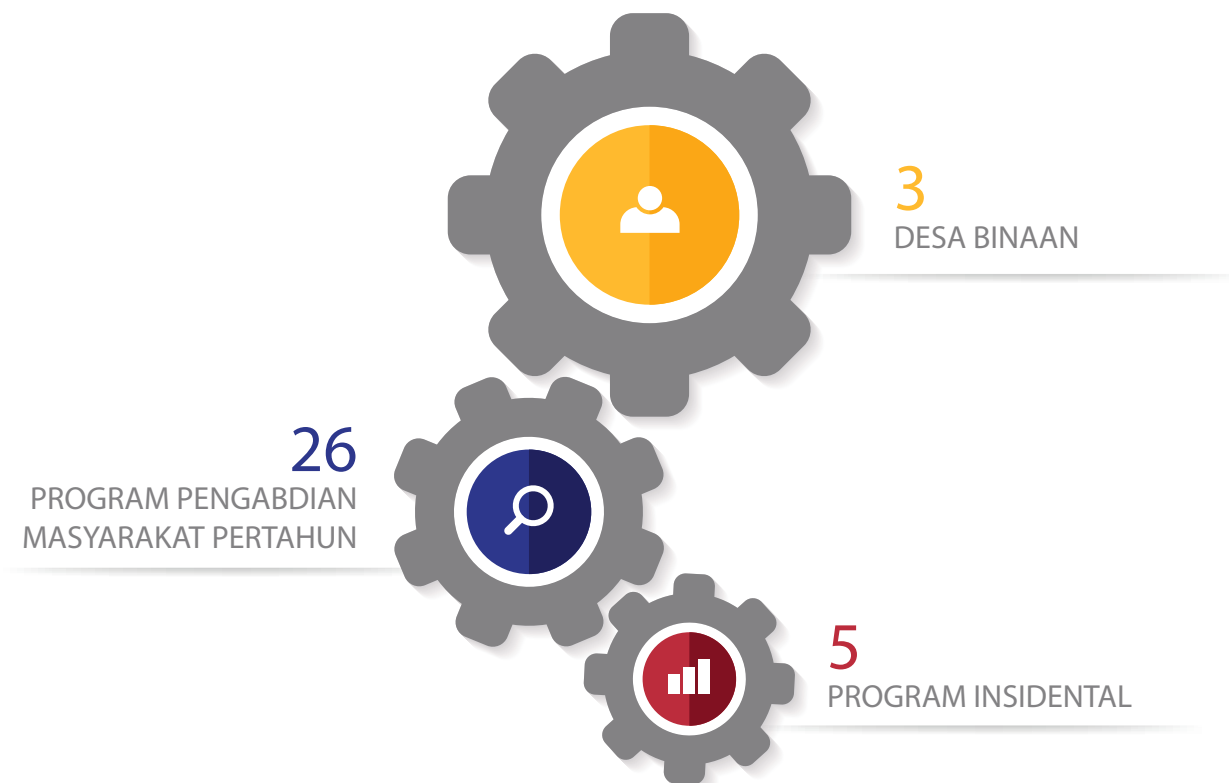 3
DESA BINAAN
26
PROGRAM PENGABDIAN
MASYARAKAT PERTAHUN
5
PROGRAM INSIDENTAL